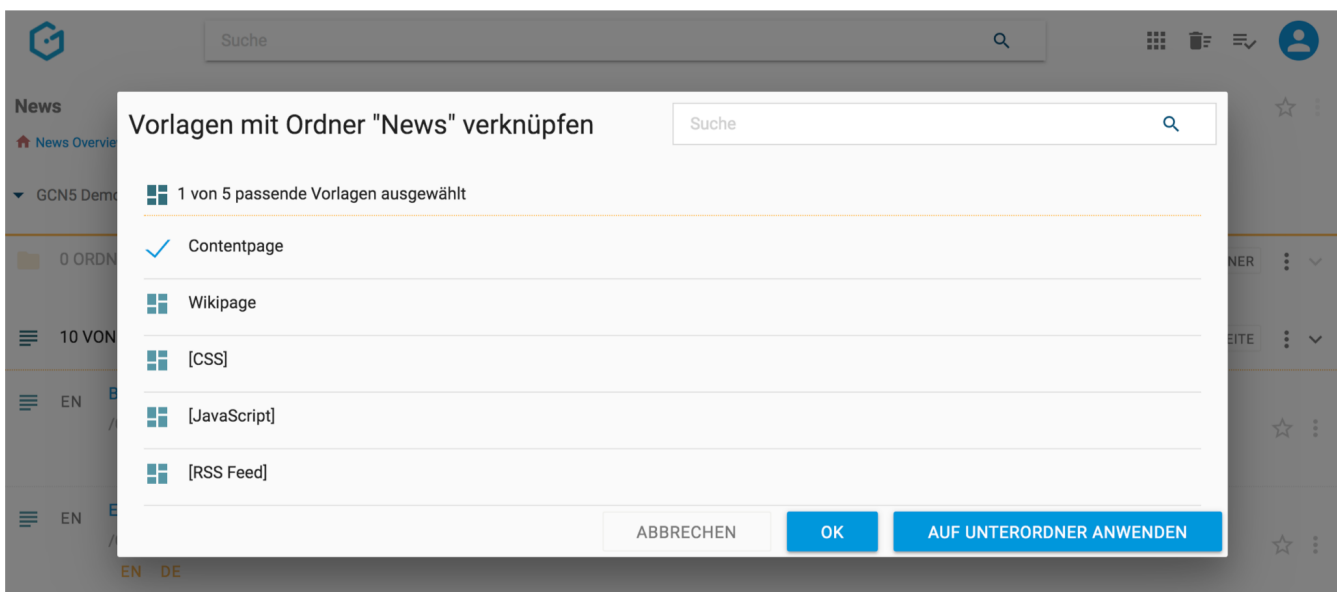 Suche
News
Vorlagen mit Ordner "News" verknüpfen
Suche
News Overvie
GCN5 Demo
1 von 5 passende Vorlagen ausgewählt
Contentpage
0 ORDN
NER
Wikipage
10 VON
EITE
[CSS]
EN
[JavaScript]
[RSS Feed]
EN
ABBRECHEN
OK
AUF UNTERORDNER ANWENDEN
EN DE